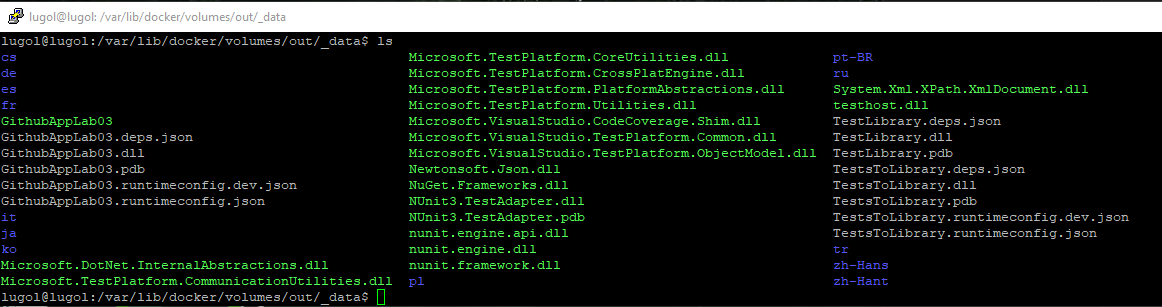 lugol@lugol: /var/lib/docker/volumes/out/_data
lugol@lugol:/var/lib/docker/volumes/out/_data$ ls
cs Microsoft.TestPlatform.CoreUtilities.dll pt-BR
de Microsoft.TestPlatform.CrossPlatEngine.dll ru
es Microsoft.TestPlatform.PlatformAbstractions.dll System.Xml.XPath.XmlDocument.dll
fr Microsoft.TestPlatform.Utilities.dll testhost.dll
GithubAppLab03 Microsoft.VisualStudio.CodeCoverage.Shim.dll TestLibrary.deps.json
GithubAppLab03.deps.json Microsoft.VisualStudio.TestPlatform.Common.dll TestLibrary.dll
GithubAppLab03.dll Microsoft.VisualStudio.TestPlatform.ObjectModel.dll TestLibrary.pdb
GithubAppLab03.pdb Newtonsoft.Json.dll TestsToLibrary.deps.json
GithubAppLab03.runtimeconfig.dev.json NuGet.Frameworks.dll TestsToLibrary.dll
GithubAppLab03.runtimeconfig.json NUnit3.TestAdapter.dll TestsToLibrary.pdb
it NUnit3.TestAdapter.pdb TestsToLibrary.runtimeconfig.dev.json
ja nunit.engine.api.dll TestsToLibrary.runtimeconfig.json
ko nunit.engine.dll tr
Microsoft.DotNet.InternalAbstractions.dll nunit.framework.dll zh-Hans
Microsoft.TestPlatform.CommunicationUtilities.dll pl zh-Hant
lugol@lugol:/var/lib/docker/volumes/out/_data$